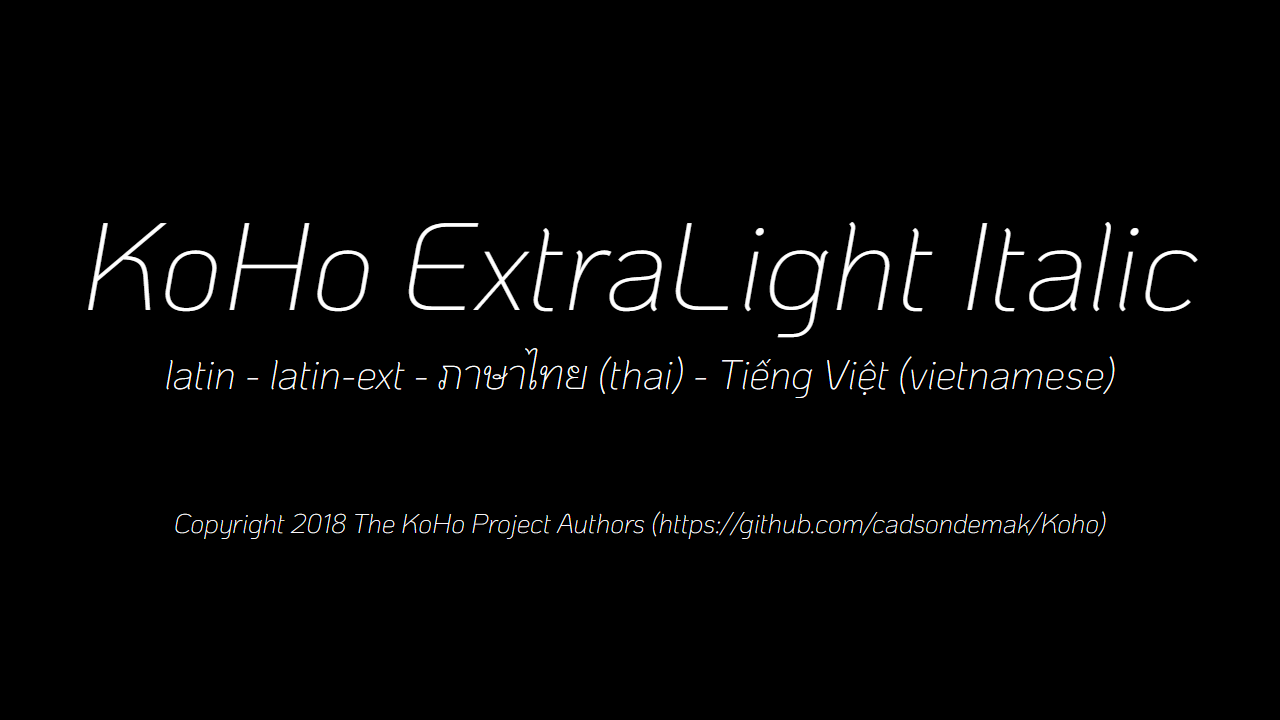 KoHo ExtraLight Italic
latin - latin-ext - ภาษาไทย (thai) - Tiếng Việt (vietnamese)
Copyright 2018 The KoHo Project Authors (https://github.com/cadsondemak/Koho)